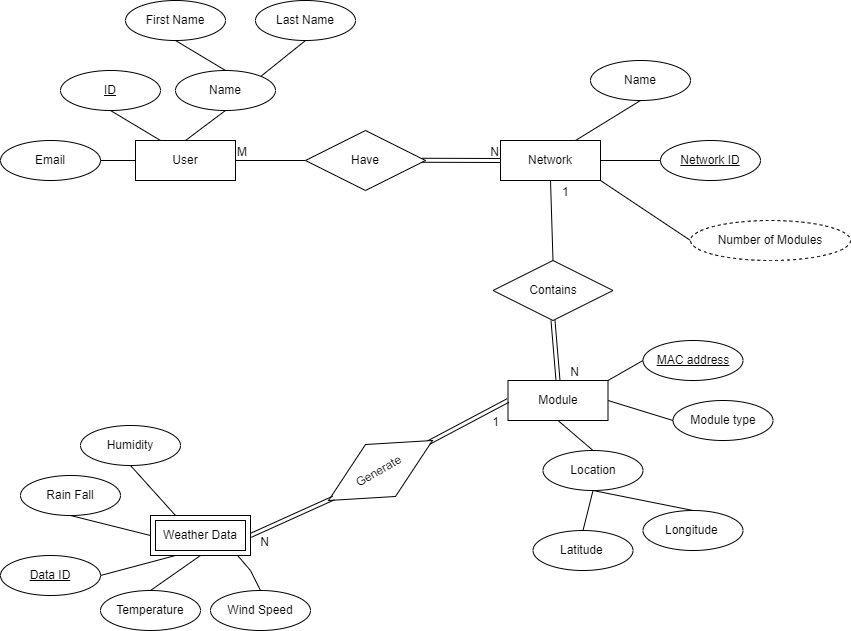 First Name
Last Name
ID
Name
Name
Email
User
M
Have
N
Network
Network ID
1
Number of Modules
Contains
MAC address
N
Module
1
Module type
Humidity
Generate
Location
Rain Fall
Weather Data
N
Longitude
Latitude
Data ID
Temperature
Wind Speed